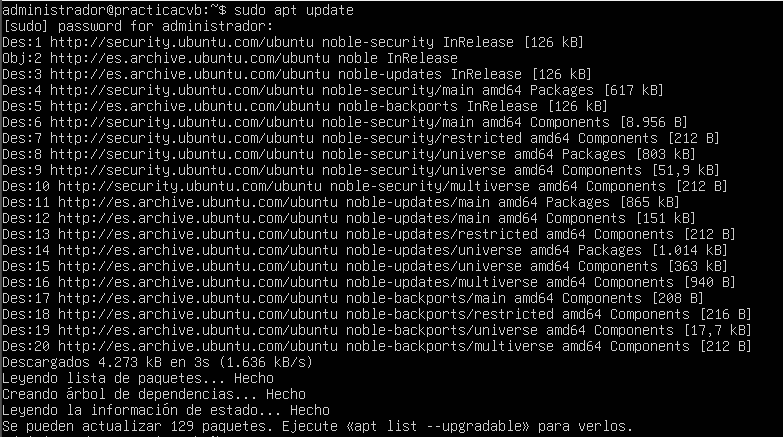 administrador@practicacvb:~$ sudo apt update
[sudo] password for administrador:
Des:1 http://security.ubuntu.com/ubuntu noble-security InRelease [126 kB]
Obj:2 http://es.archive.ubuntu.com/ubuntu noble InRelease
Des:3 http://es.archive.ubuntu.com/ubuntu noble-updates InRelease [126 kB]
Des:4 http://security.ubuntu.com/ubuntu noble-security/main amd64 Packages [617 kB]
Des:5 http://es.archive.ubuntu.com/ubuntu noble-backports InRelease [126 kB]
Des:6 http://security.ubuntu.com/ubuntu noble-security/main amd64 Components [8.956 B]
Des:7 http://security.ubuntu.com/ubuntu noble-security/restricted amd64 Components [212 B]
Des:8 http://security.ubuntu.com/ubuntu noble-security/universe amd64 Packages [803 kB]
Des:9 http://security.ubuntu.com/ubuntu noble-security/universe amd64 Components [51,9 kB]
Des:10 http://security.ubuntu.com/ubuntu noble-security/multiverse amd64 Components [212 B]
Des:11 http://es.archive.ubuntu.com/ubuntu noble-updates/main amd64 Packages [865 kB]
Des:12 http://es.archive.ubuntu.com/ubuntu noble-updates/main amd64 Components [151 kB]
Des:13 http://es.archive.ubuntu.com/ubuntu noble-updates/restricted amd64 Components [212 B]
Des:14 http://es.archive.ubuntu.com/ubuntu noble-updates/universe amd64 Packages [1.014 kB]
Des:15 http://es.archive.ubuntu.com/ubuntu noble-updates/universe amd64 Components [363 kB]
Des:16 http://es.archive.ubuntu.com/ubuntu noble-updates/multiverse amd64 Components [940 B]
Des:17 http://es.archive.ubuntu.com/ubuntu noble-backports/main amd64 Components [208 B]
Des:18 http://es.archive.ubuntu.com/ubuntu noble-backports/restricted amd64 Components [216 B]
Des:19 http://es.archive.ubuntu.com/ubuntu noble-backports/universe amd64 Components [17,7 kB]
Des:20 http://es.archive.ubuntu.com/ubuntu noble-backports/multiverse amd64 Components [212 B]
Descargados 4.273 kB en 3s (1.636 kB/s)
Leyendo lista de paquetes... Hecho
Creando árbol de dependencias... Hecho
Leyendo la información de estado... Hecho
Se pueden actualizar 129 paquetes. Ejecute «apt list --upgradable» para verlos.